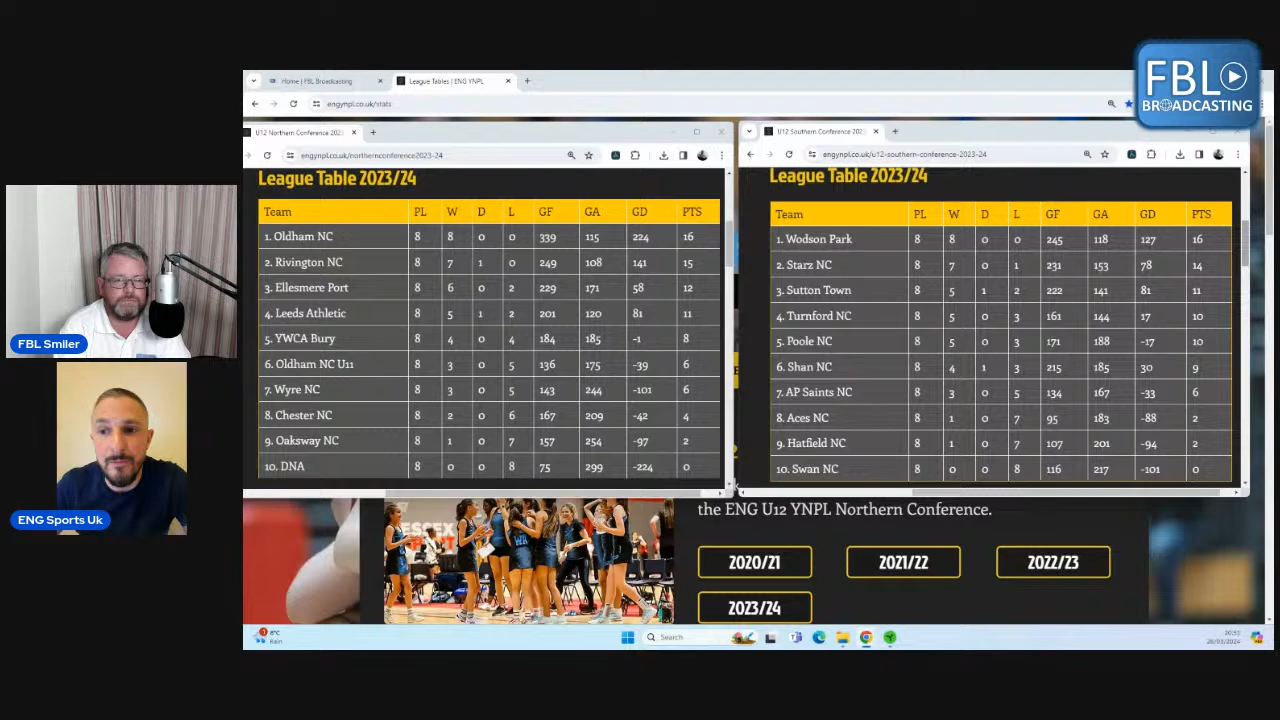 FBL
BROADCASTING
Home | FBL Broadcasting
League Tables | ENG YNPL
engynpl.co.uk/stats
U12 Northern Conference 202
engynpl.co.uk/northernconference2023-24
League Table 2023/24
Team PL W D L GF GA GD PTS
1. Oldham NC 8 8 0 0 339 115 224 16
2. Rivington NC 8 7 1 0 249 108 141 15
3. Ellesmere Port 8 6 0 2 229 171 58 12
4. Leeds Athletic 8 5 1 2 201 120 81 11
5. YWCA Bury 8 4 0 4 184 185 -1 8
6. Oldham NC U11 8 3 0 5 136 175 -39 6
7. Wyre NC 8 3 0 5 143 244 -101 6
8. Chester NC 8 2 0 6 167 209 -42 4
9. Oaksway NC 8 1 0 7 157 254 -97 2
10. DNA 8 0 0 8 75 299 -224 0
U12 Southern Conference 202
engynpl.co.uk/u12-southern-conference-2023-24
League Table 2023/24
Team PL W D L GF GA GD PTS
1. Wodson Park 8 8 0 0 245 118 127 16
2. Starz NC 8 7 0 1 231 153 78 14
3. Sutton Town 8 5 1 2 222 141 81 11
4. Turnford NC 8 5 0 3 161 144 17 10
5. Poole NC 8 5 0 3 171 188 -17 10
6. Shan NC 8 4 1 3 215 185 30 9
7. AP Saints NC 8 3 0 5 134 167 -33 6
8. Aces NC 8 1 0 7 95 183 -88 2
9. Hatfield NC 8 1 0 7 107 201 -94 2
10. Swan NC 8 0 0 8 116 217 -101 0
FBL Smiler
ENG Sports Uk
the ENG U12 YNPL Northern Conference.
2020/21
2021/22
2022/23
2023/24
8°C
Rain
Search